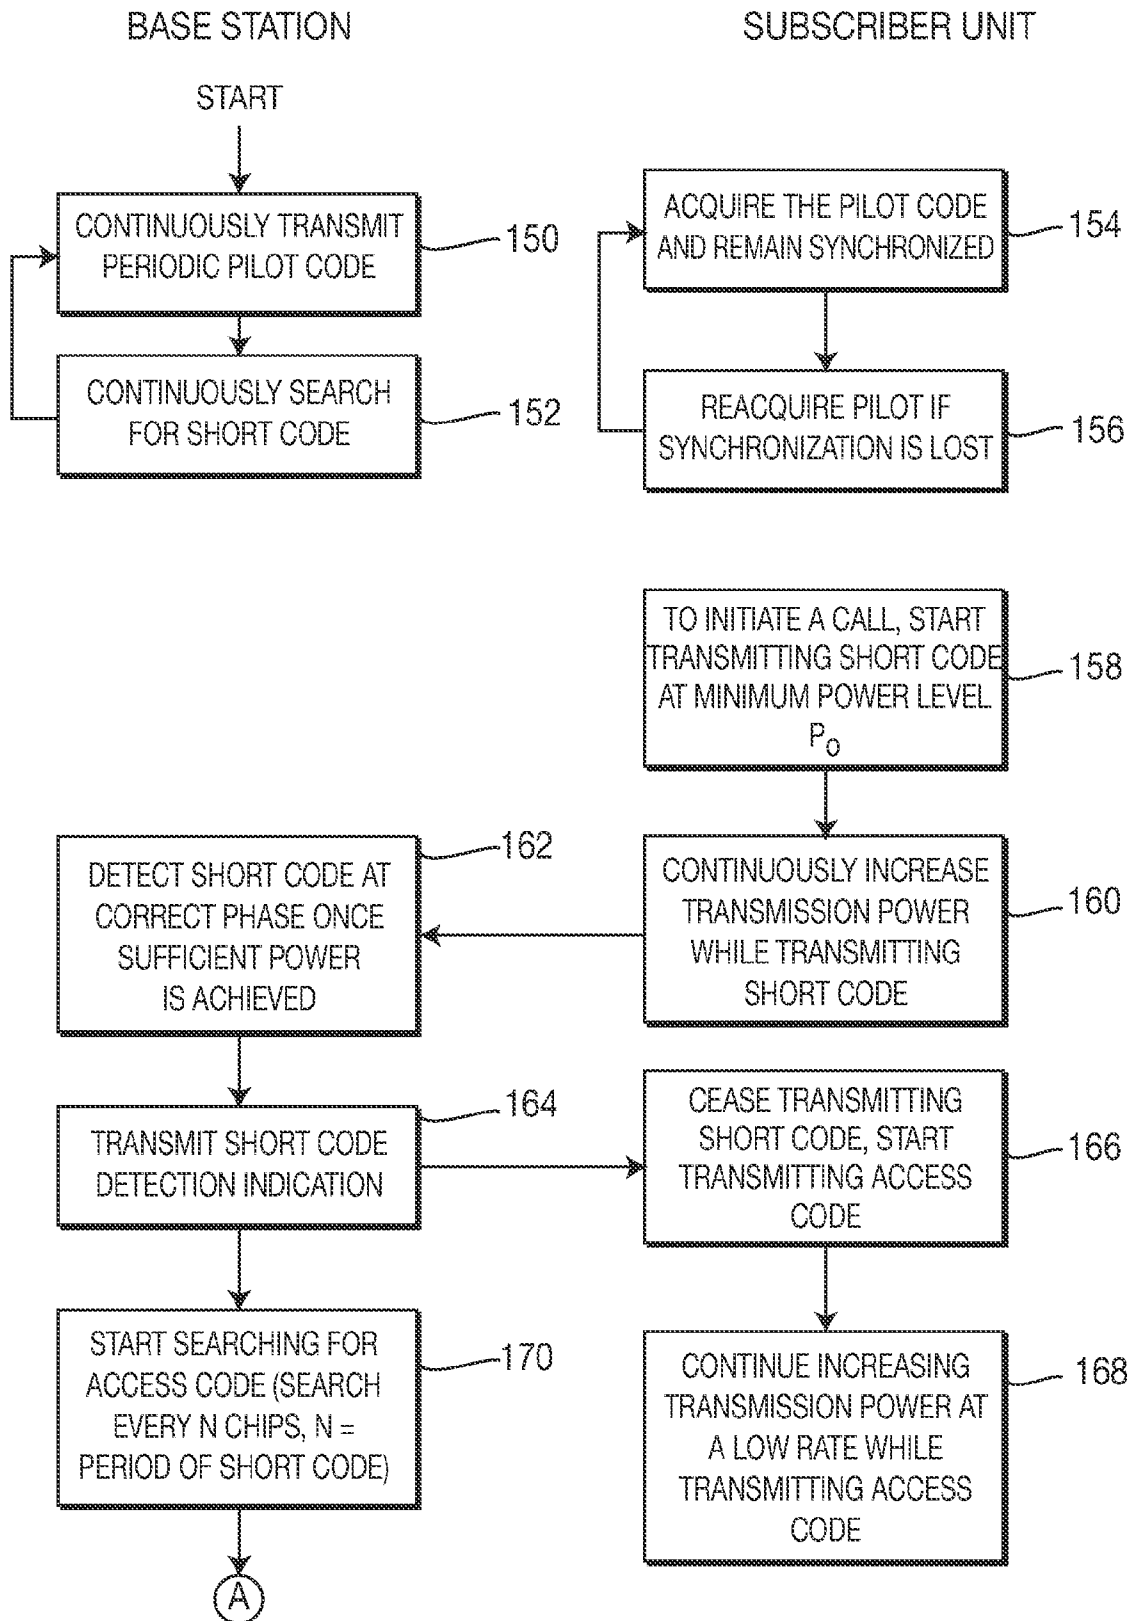 BASE STATION
SUBSCRIBER UNIT
START
CONTINUOUSLY TRANSMIT
PERIODIC PILOT CODE
150
CONTINUOUSLY SEARCH
FOR SHORT CODE
152
ACQUIRE THE PILOT CODE
AND REMAIN SYNCHRONIZED
154
REACQUIRE PILOT IF
SYNCHRONIZATION IS LOST
156
TO INITIATE A CALL, START
TRANSMITTING SHORT CODE
AT MINIMUM POWER LEVEL
P₀
158
CONTINUOUSLY INCREASE
TRANSMISSION POWER
WHILE TRANSMITTING
SHORT CODE
160
DETECT SHORT CODE AT
CORRECT PHASE ONCE
SUFFICIENT POWER
IS ACHIEVED
162
TRANSMIT SHORT CODE
DETECTION INDICATION
164
CEASE TRANSMITTING
SHORT CODE, START
TRANSMITTING ACCESS
CODE
166
START SEARCHING FOR
ACCESS CODE (SEARCH
EVERY N CHIPS, N =
PERIOD OF SHORT CODE)
170
CONTINUE INCREASING
TRANSMISSION POWER AT
A LOW RATE WHILE
TRANSMITTING ACCESS
CODE
168
A